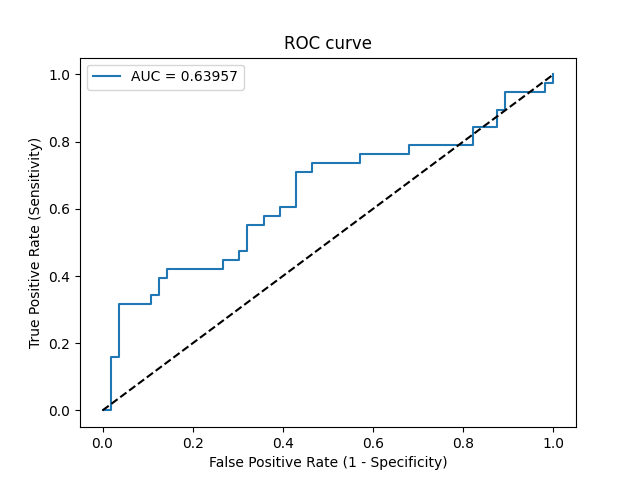 ROC curve
AUC = 0.63957
1.0
0.8
0.6
0.4
0.2
0.0
True Positive Rate (Sensitivity)
0.0 0.2 0.4 0.6 0.8 1.0
False Positive Rate (1 - Specificity)